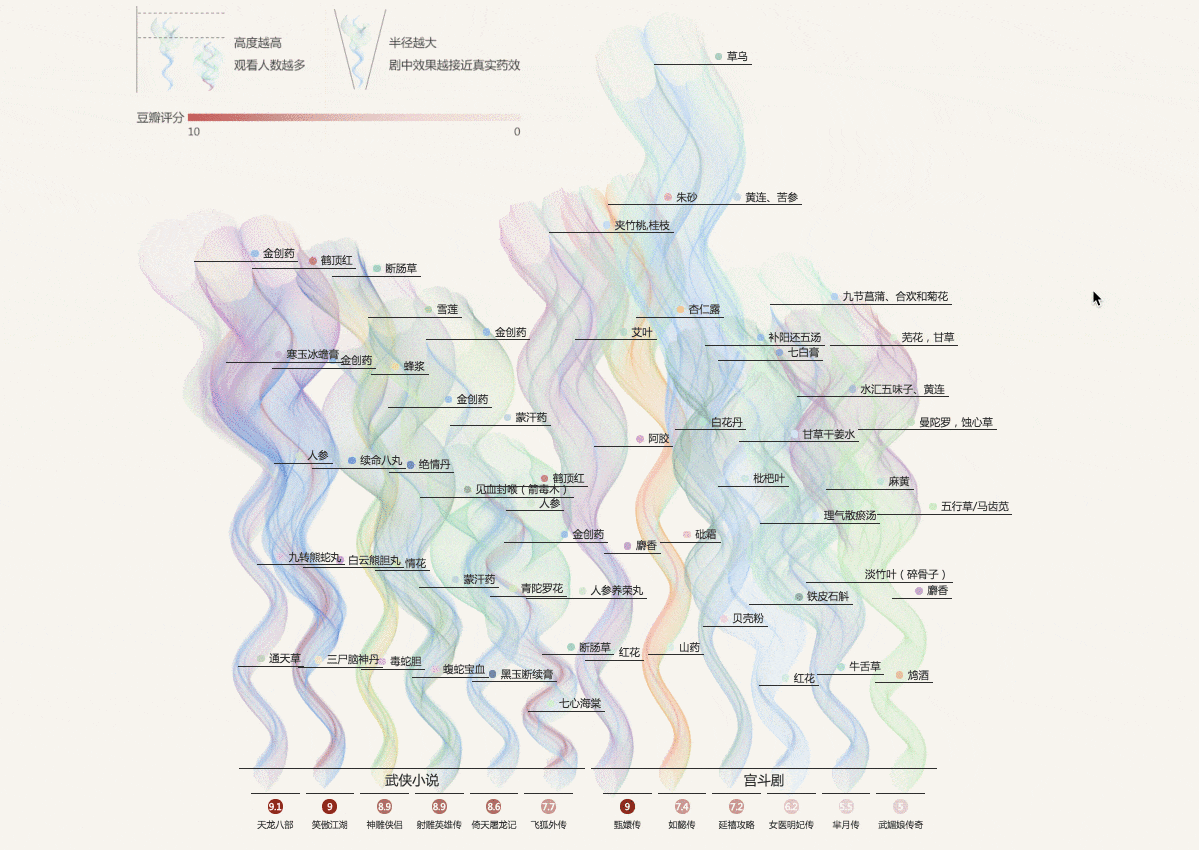 高度越高
观看人数越多
半径越大
剧中效果越接近真实药效
豆瓣评分
10
0
草乌
朱砂
黄连、苦参
夹竹桃,桂枝
金创药
鹤顶红
断肠草
九节菖蒲、合欢和菊花
雪莲
杏仁露
金创药
艾叶
补阳还五汤
芫花，甘草
寒玉冰蟾膏
金创药
七白膏
蜂浆
水汇五味子、黄连
金创药
蒙汗药
白花丹
曼陀罗，蚀心草
阿胶
甘草干姜水
人参
续命八丸
绝情丹
鹤顶红
枇杷叶
麻黄
见血封喉（箭毒木）
人参
五行草/马齿苋
理气散瘀汤
金创药
麝香
砒霜
九转熊蛇丸
白云熊胆丸
情花
蒙汗药
淡竹叶（碎骨子）
青陀罗花
人参养荣丸
铁皮石斛
麝香
贝壳粉
断肠草
红花
山药
通天草
三尸脑神丹
毒蛇胆
蝮蛇宝血
黑玉断续膏
牛舌草
红花
鸩酒
七心海棠
武侠小说
宫斗剧
9.1
9
8.9
8.9
8.6
7.7
9
7.4
7.2
6.2
5.5
5
天龙八部
笑傲江湖
神雕侠侣
射雕英雄传
倚天屠龙记
飞狐外传
甄嬛传
如懿传
延禧攻略
女医明妃传
芈月传
武媚娘传奇